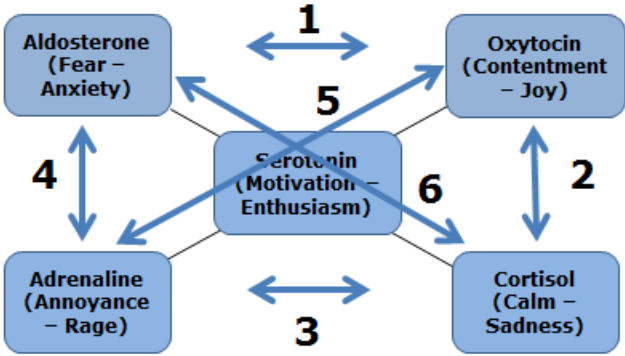 Aldosterone
(Fear –
Anxiety)
1
Oxytocin
(Contentment
– Joy)
5
4
Serotonin
(Motivation –
Enthusiasm)
6
2
Adrenaline
(Annoyance
– Rage)
3
Cortisol
(Calm –
Sadness)